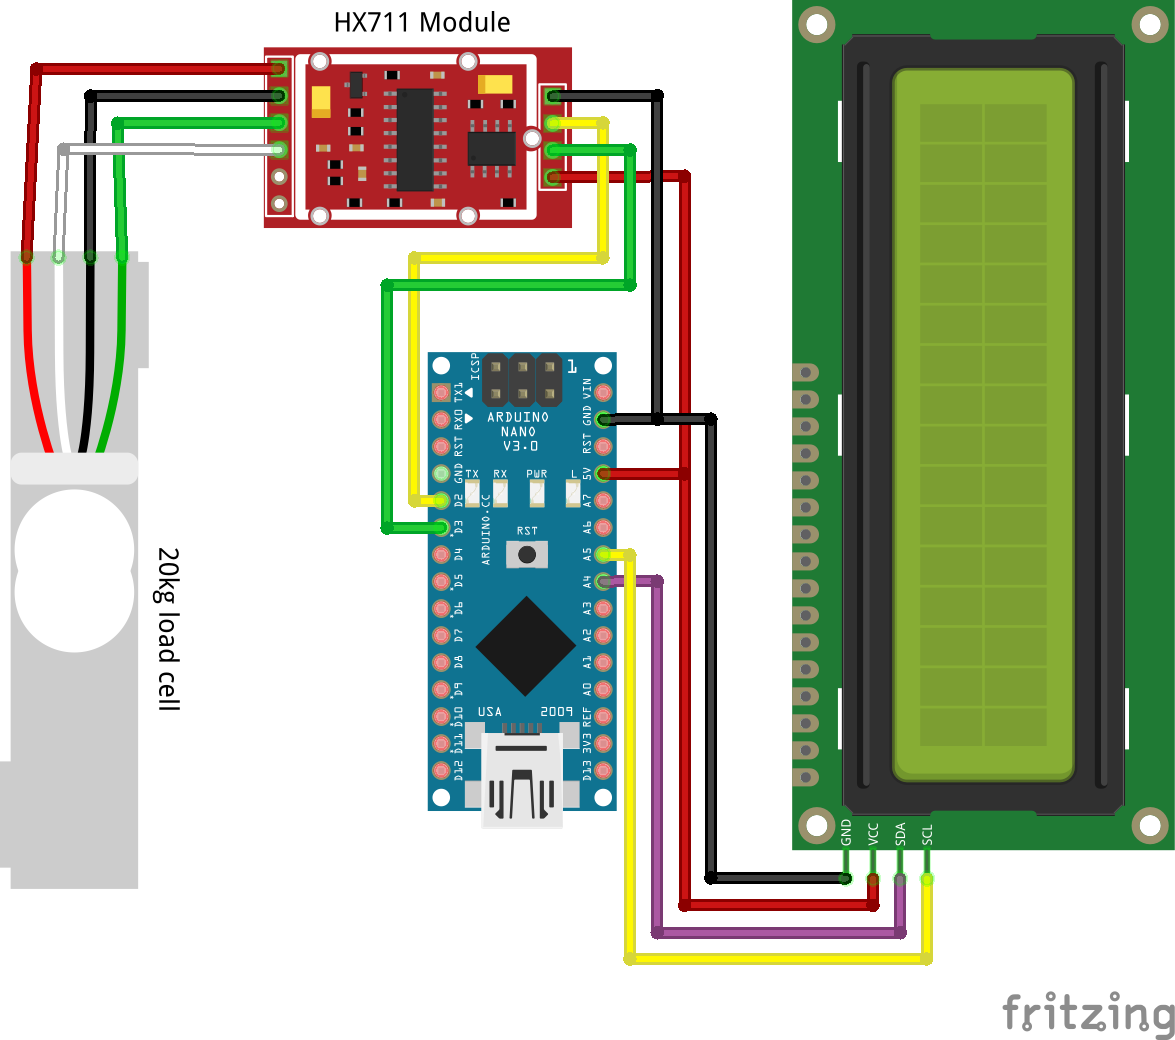 HX711 Module
20kg load cell
ICSP
1
ARDUINO
NANO
V3.0
TX1
RX0
RST
GND
D2
D3
D4
D5
D6
D7
D8
D9
D10
D11
D12
VIN
GND
RST
5V
A7
A6
A5
A4
A3
A2
A1
A0
REF
3V3
D13
TX RX PWR L
ARDUINO.CC
RST
USA 2009
GND VCC SDA SCL
fritzing